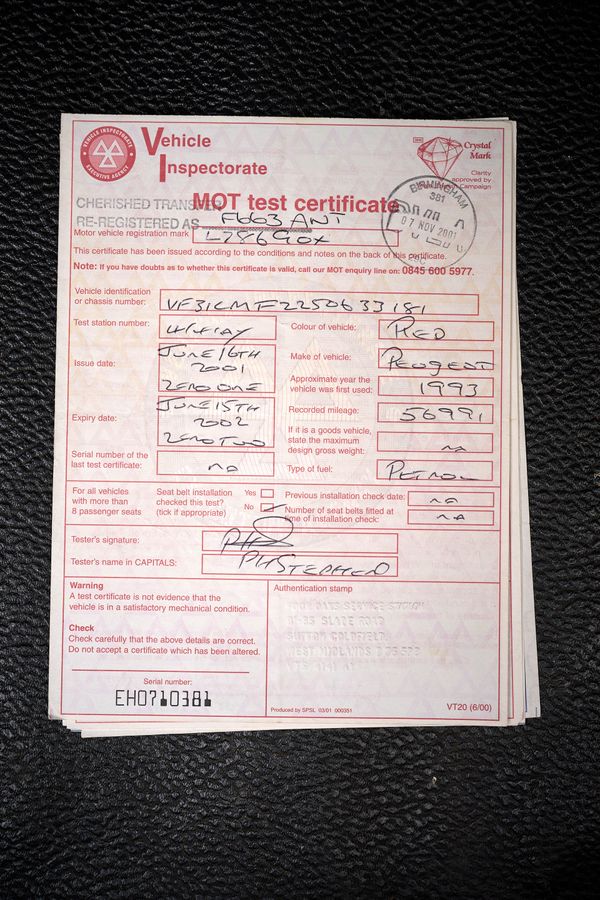 VEHICLE INSPECTORATE
EXECUTIVE AGENCY
Vehicle
Inspectorate
Crystal
Mark
Clarity
approved by
Campaign
MOT test certificate
CHERISHED TRANSFER
RE-REGISTERED AS F663 ANT
BIRMINGHAM
381
07 NOV 2001
Motor vehicle registration mark L786 GOX
This certificate has been issued according to the conditions and notes on the back of this certificate.
Note: If you have doubts as to whether this certificate is valid, call our MOT enquiry line on: 0845 600 5977.
Vehicle identification
or chassis number: VF31CMF2250633181
Test station number:
Colour of vehicle: RED
Issue date: JUNE 16TH
2001
ZERO ONE
Make of vehicle: PEUGEOT
Approximate year the
vehicle was first used: 1993
Expiry date: JUNE 15TH
2002
ZERO TWO
Recorded mileage: 56991
If it is a goods vehicle,
state the maximum
design gross weight: na
Serial number of the
last test certificate: na
Type of fuel: PETROL
For all vehicles
with more than
8 passenger seats
Seat belt installation
checked this test?
(tick if appropriate)
Yes
No
Previous installation check date: na
Number of seat belts fitted at
time of installation check: na
Tester's signature:
Tester's name in CAPITALS: PHSTEPHEN
Warning
A test certificate is not evidence that the
vehicle is in a satisfactory mechanical condition.
Check
Check carefully that the above details are correct.
Do not accept a certificate which has been altered.
Serial number:
EH0710381
Authentication stamp
SLADE ROAD
SUTTON COLDFIELD
WEST MIDLANDS
Produced by SPSL 03/01 000351
VT20 (6/00)